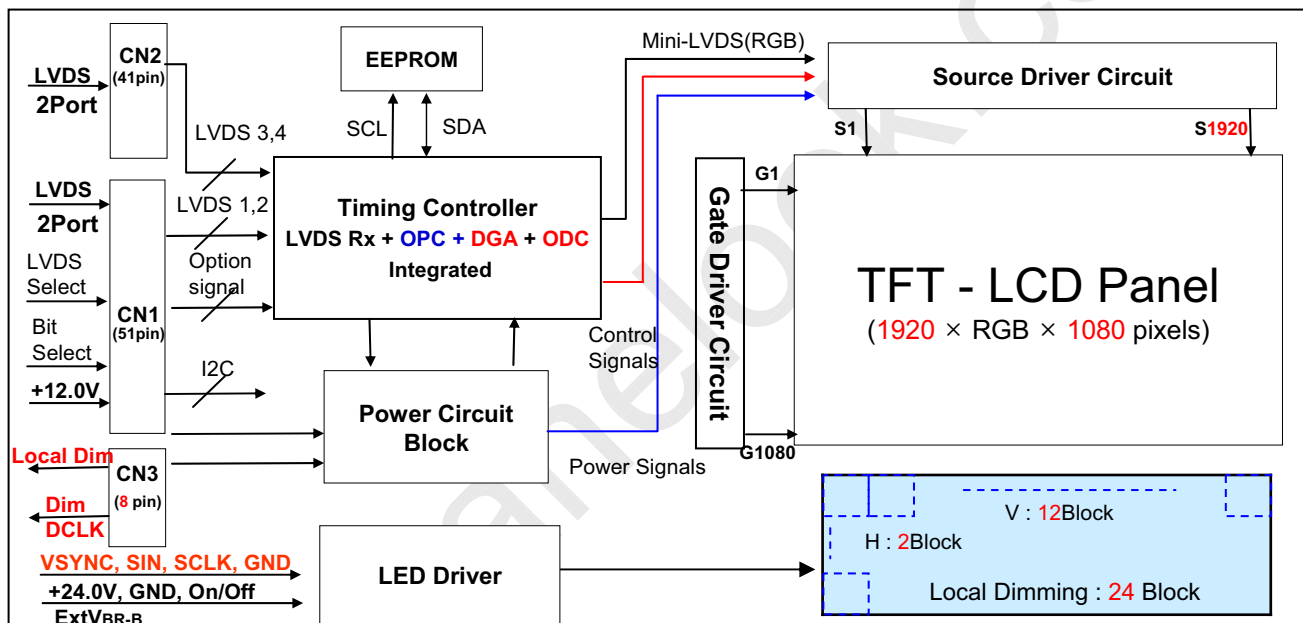 CN2
(41pin)
LVDS
2Port
EEPROM
Mini-LVDS(RGB)
Source Driver Circuit
LVDS 3,4
SCL
SDA
S1
S1920
CN1
(51pin)
LVDS
2Port
LVDS 1,2
LVDS
Select
Option
signal
Bit
Select
+12.0V
I2C
Timing Controller
LVDS Rx + OPC + DGA + ODC
Integrated
Gate Driver Circuit
G1
G1080
TFT - LCD Panel
(1920 × RGB × 1080 pixels)
Control
Signals
Power Circuit
Block
Power Signals
Local Dim
CN3
(8 pin)
Dim
DCLK
V : 12Block
H : 2Block
Local Dimming : 24 Block
VSYNC, SIN, SCLK, GND
+24.0V, GND, On/Off
ExtVBR-B
LED Driver